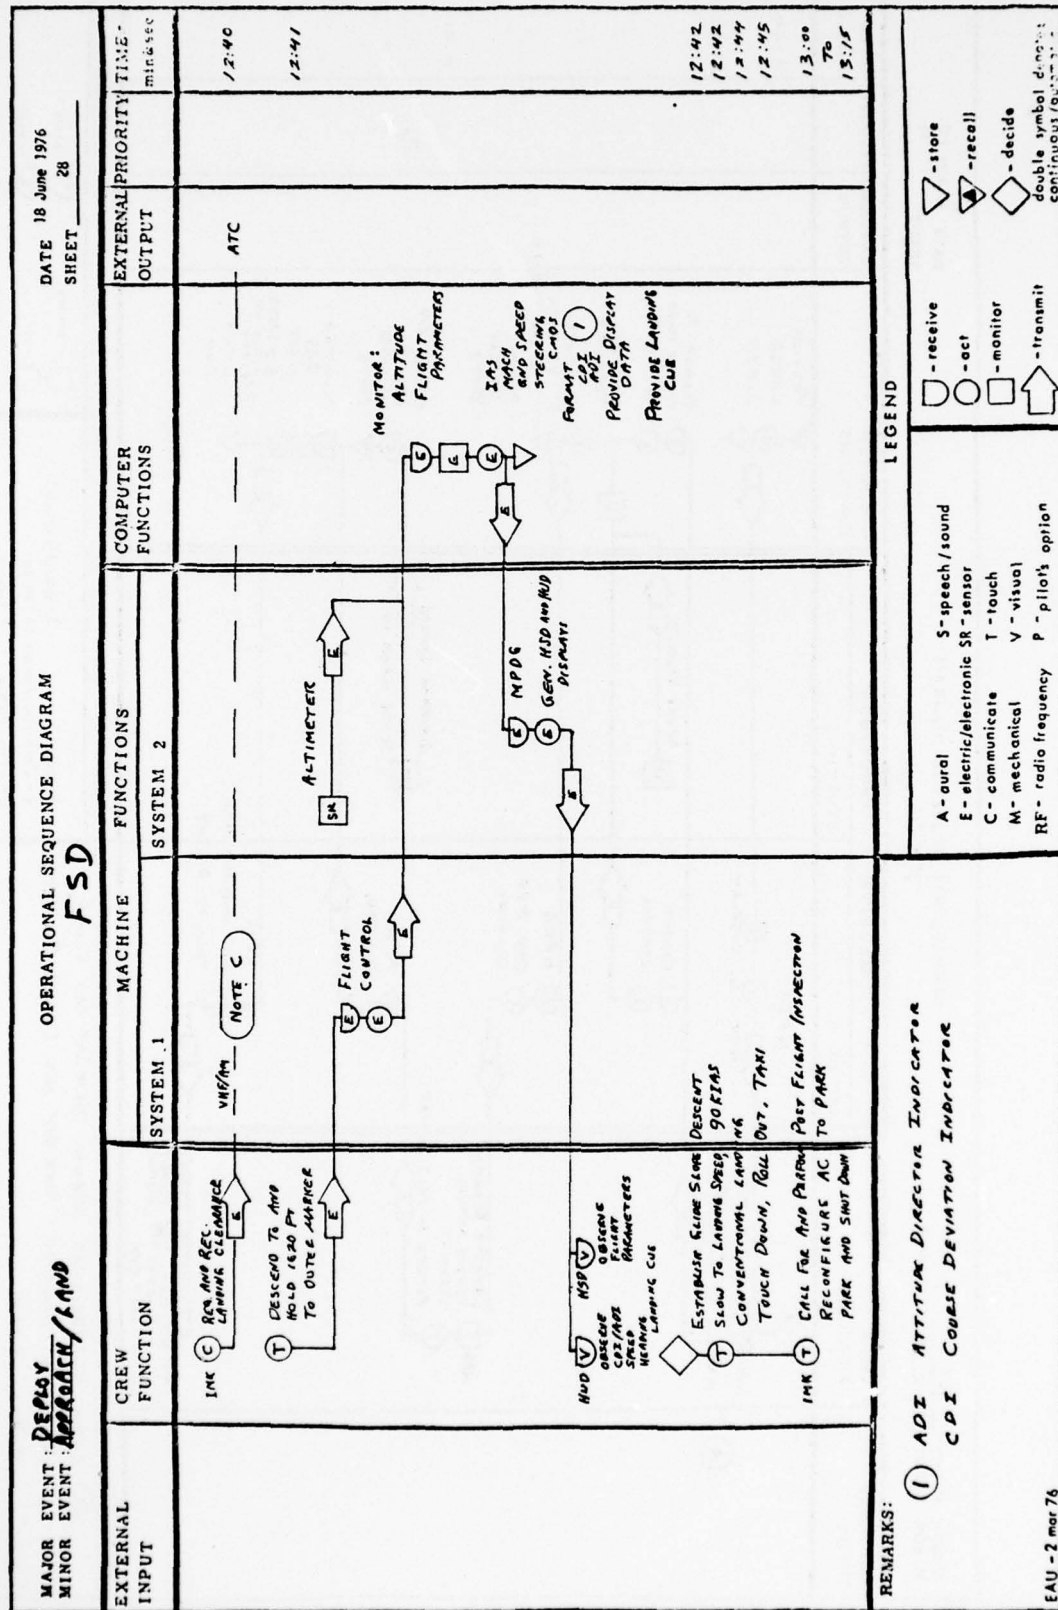 MAJOR EVENT: DEPLOY
MINOR EVENT: APPROACH/LAND
OPERATIONAL SEQUENCE DIAGRAM
FSD
DATE 18 June 1976
SHEET 28
EXTERNAL INPUT
CREW FUNCTION
MACHINE FUNCTIONS
SYSTEM 1
SYSTEM 2
COMPUTER FUNCTIONS
EXTERNAL OUTPUT
PRIORITY
TIME - min&sec
IMK C REQ. AND REC.
LANDING CLEARANCE
E
VHF/AM
NOTE C
ATC
12:40
T DESCEND TO AND
HOLD 1620 FT
TO OUTER MARKER
E
12:41
E FLIGHT
E CONTROL
E
ALTIMETER
SR
E
MONITOR:
ALTITUDE
FLIGHT
PARAMETERS
E
E
E
IAS
MACH
GND SPEED
STEERING
CMDS
FORMAT 1
CDI
ADI
PROVIDE DISPLAY
DATA
PROVIDE LANDING
CUE
E
E MPDG
E GEN. HSD AND HUD
DISPLAYS
E
HUD V
OBSERVE
CDI/ADI
SPEED
HEADING
LANDING CUE
HSD V
OBSERVE
FLIGHT
PARAMETERS
ESTABLISH GLIDE SLOPE DESCENT
12:42
T SLOW TO LANDING SPEED, 90 KIAS
12:42
CONVENTIONAL LANDING
12:44
TOUCH DOWN, ROLL OUT, TAXI
12:45
IMK T CALL FOR AND PERFORM POST FLIGHT INSPECTION
13:00
RECONFIGURE AC TO PARK
TO
PARK AND SHUT DOWN
13:15
REMARKS:
1 ADI ATTITUDE DIRECTOR INDICATOR
CDI COURSE DEVIATION INDICATOR
LEGEND
A - aural S - speech/sound
E - electric/electronic SR - sensor
C - communicate T - touch
M - mechanical V - visual
RF - radio frequency P - pilot's option
- receive
- act
- monitor
- transmit
- store
- recall
- decide
double symbol denotes
EAU - 2 mar 76